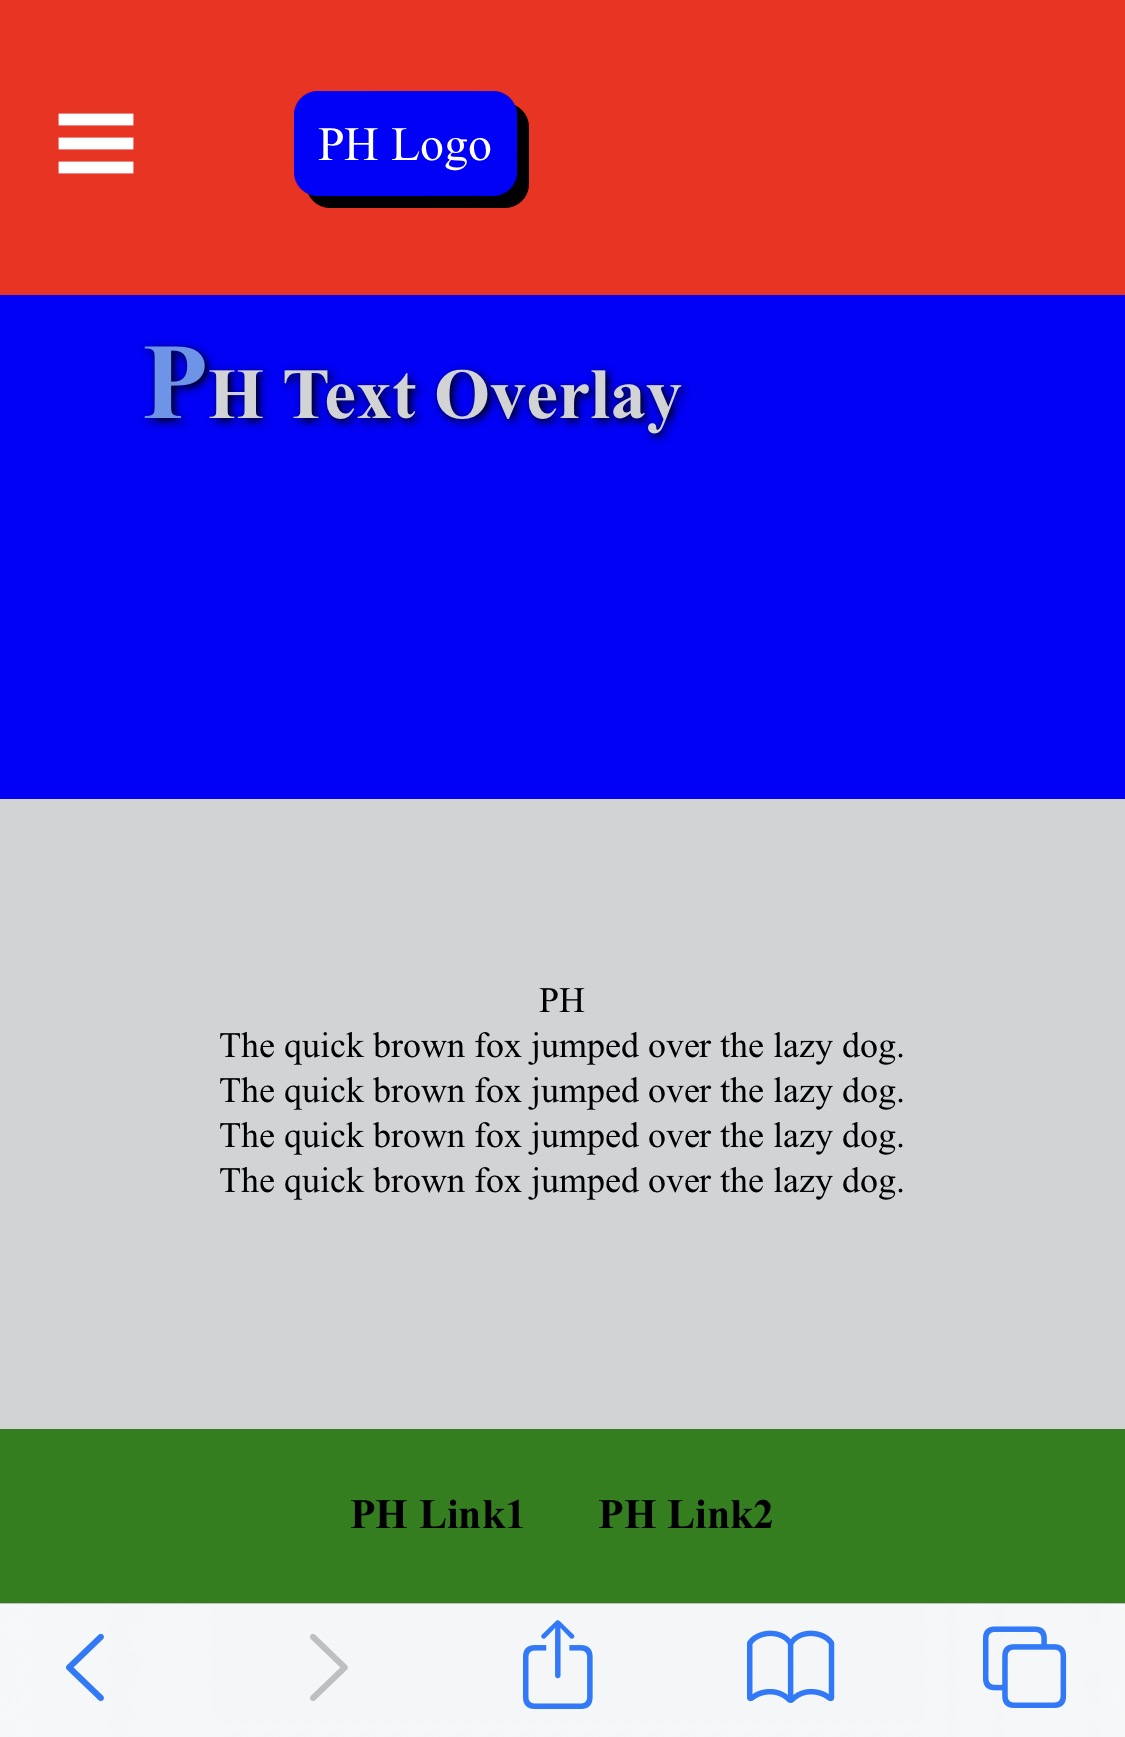 PH Logo
PH Text Overlay
PH
The quick brown fox jumped over the lazy dog.
The quick brown fox jumped over the lazy dog.
The quick brown fox jumped over the lazy dog.
The quick brown fox jumped over the lazy dog.
PH Link1 PH Link2